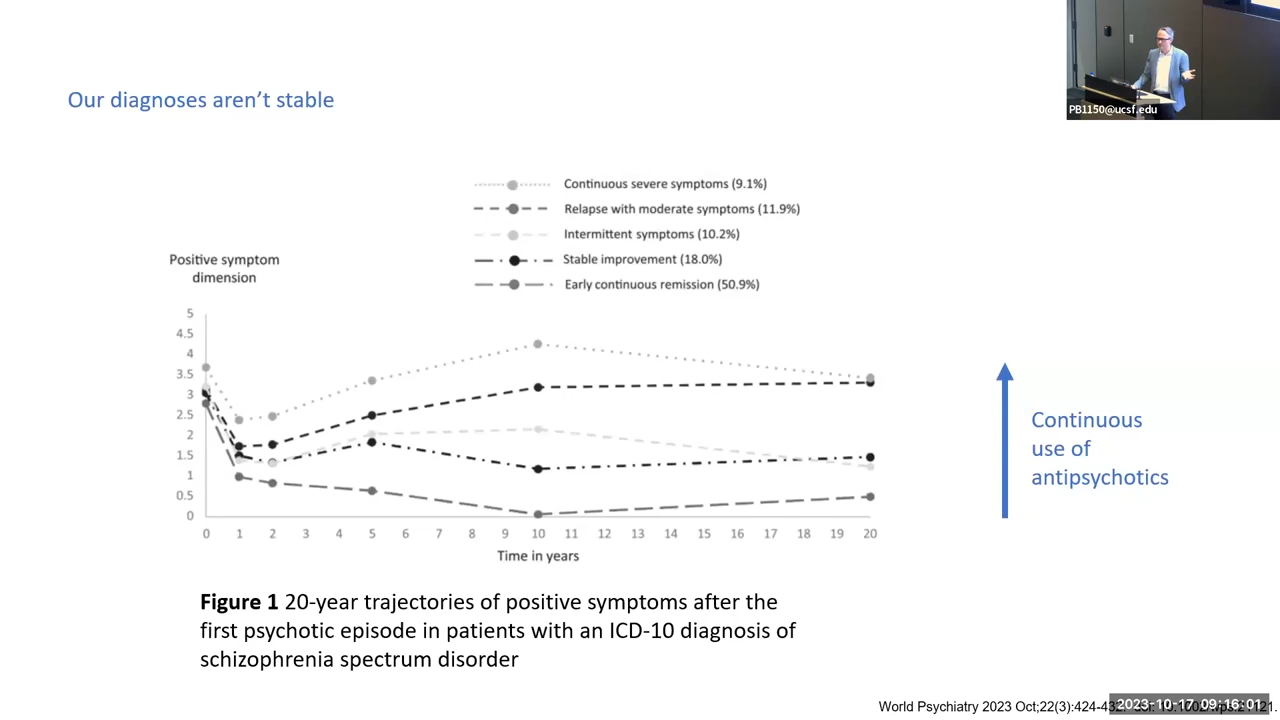 PB1150@ucsf.edu
Our diagnoses aren't stable
Continuous severe symptoms (9.1%)
Relapse with moderate symptoms (11.9%)
Intermittent symptoms (10.2%)
Stable improvement (18.0%)
Early continuous remission (50.9%)
Positive symptom
dimension
5
4.5
4
3.5
3
2.5
2
1.5
1
0.5
0
0 1 2 3 4 5 6 7 8 9 10 11 12 13 14 15 16 17 18 19 20
Time in years
Continuous
use of
antipsychotics
Figure 1 20-year trajectories of positive symptoms after the
first psychotic episode in patients with an ICD-10 diagnosis of
schizophrenia spectrum disorder
World Psychiatry 2023 Oct;22(3):424-432.
2023-10-17 09:16:01